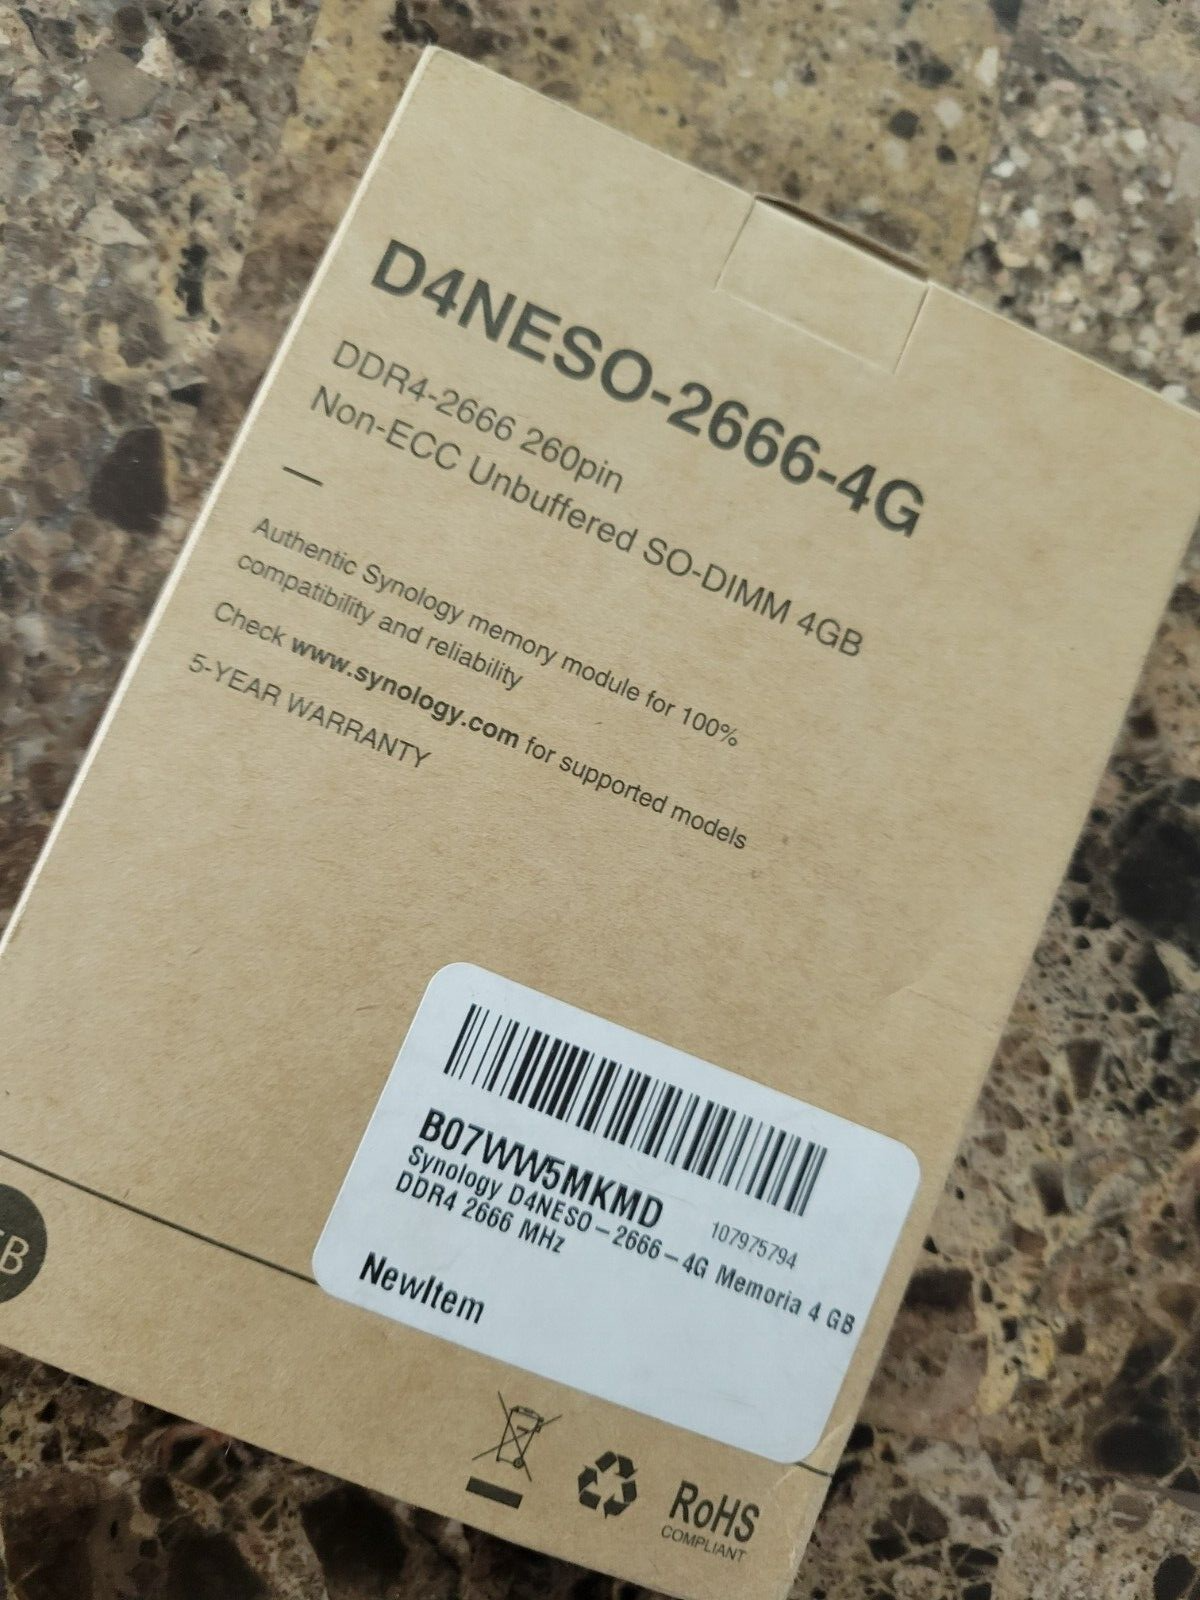 D4NESO-2666-4G
DDR4-2666 260pin
Non-ECC Unbuffered SO-DIMM 4GB
Authentic Synology memory module for 100%
compatibility and reliability
Check www.synology.com for supported models
5-YEAR WARRANTY
B07WW5MKMD
107975794
Synology D4NESO-2666-4G Memoria 4 GB
DDR4 2666 MHz
NewItem
RoHS
COMPLIANT